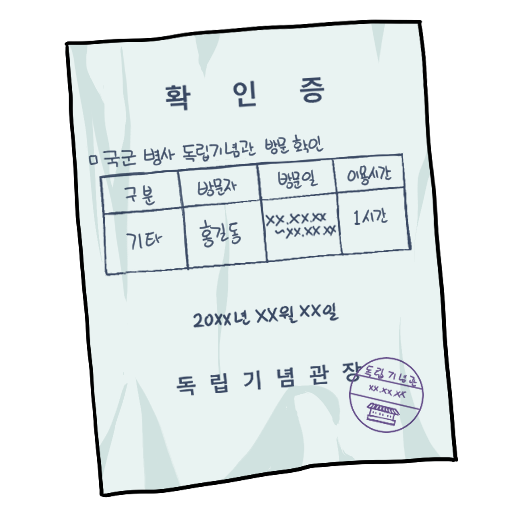 확 인 증
□ 국군 병사 독립기념관 방문 확인
구분 방문자 방문일 이용시간
기타 홍길동 XX.XX.XX ~XX.XX.XX 1시간
20XX년 XX월 XX일
독 립 기 념 관 장
독립기념관
XX.XX.XX